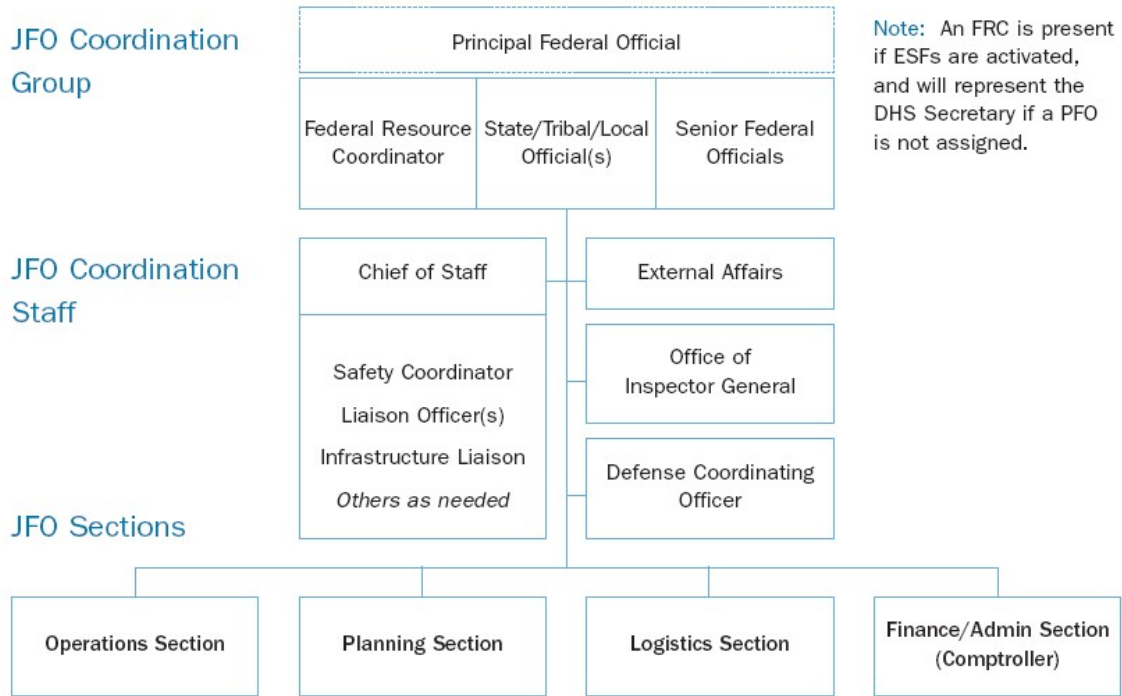 JFO Coordination
Group
Principal Federal Official
Federal Resource
Coordinator
State/Tribal/Local
Official(s)
Senior Federal
Officials
Note: An FRC is present
if ESFs are activated,
and will represent the
DHS Secretary if a PFO
is not assigned.
JFO Coordination
Staff
Chief of Staff
Safety Coordinator
Liaison Officer(s)
Infrastructure Liaison
Others as needed
External Affairs
Office of
Inspector General
Defense Coordinating
Officer
JFO Sections
Operations Section
Planning Section
Logistics Section
Finance/Admin Section
(Comptroller)